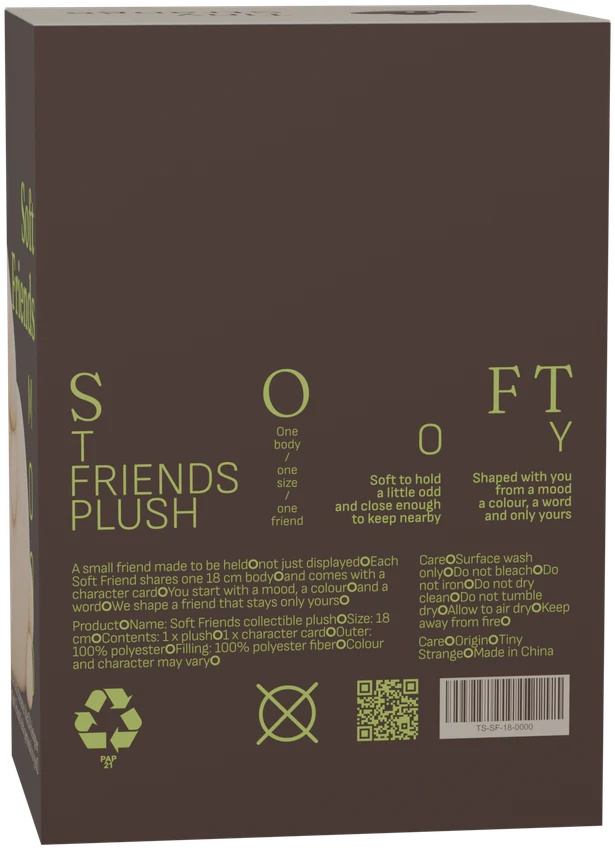 Soft
Friends
M
O
O
S O FT
T O Y
FRIENDS
PLUSH
One
body
/
one
size
/
one
friend
Soft to hold
a little odd
and close enough
to keep nearby
Shaped with you
from a mood
a colour, a word
and only yours
A small friend made to be heldOnot just displayedOEach
Soft Friend shares one 18 cm bodyOand comes with a
character cardOYou start with a mood, a colourOand a
wordOWe shape a friend that stays only yoursO
ProductOName: Soft Friends collectible plushOSize: 18
cmOContents: 1 x plushO1 x character cardOOuter:
100% polyesterOFilling: 100% polyester fiberOColour
and character may varyO
CareOSurface wash
onlyODo not bleachODo
not ironODo not dry
cleanODo not tumble
dryOAllow to air dryOKeep
away from fireO
CareOOriginOTiny
StrangeOMade in China
PAP
21
TS-SF-18-0000